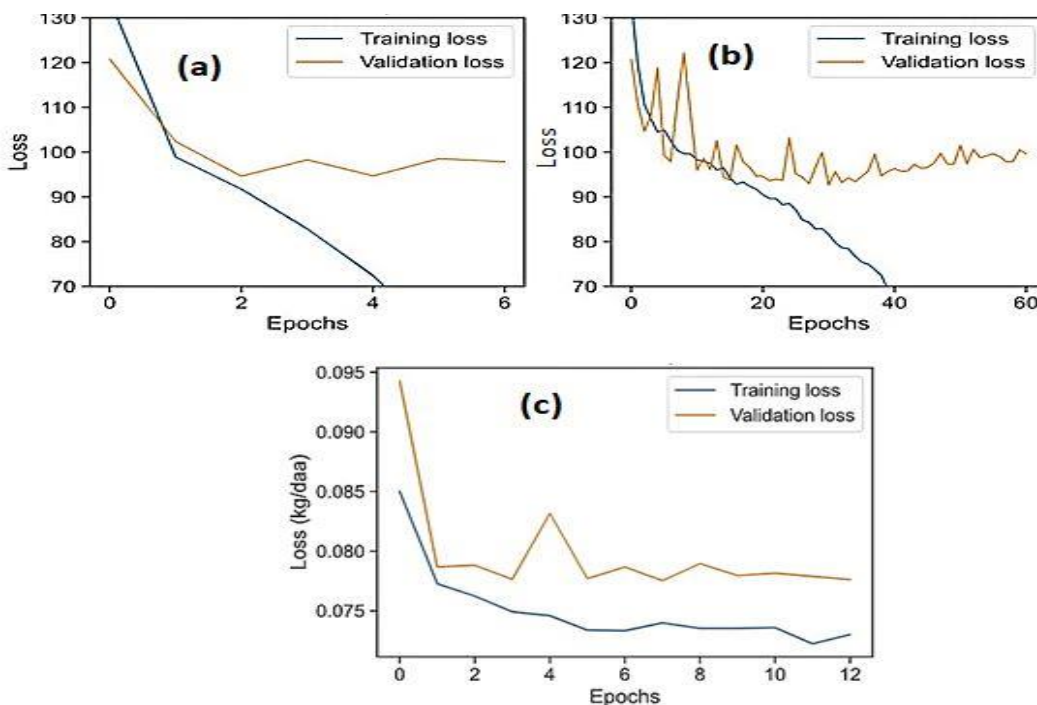 130
120
110
100
90
80
70
Loss
(a)
Training loss
Validation loss
0
2
4
6
Epochs
130
120
110
100
90
80
70
Loss
(b)
Training loss
Validation loss
0
20
40
60
Epochs
0.095
0.090
0.085
0.080
0.075
Loss (kg/daa)
(c)
Training loss
Validation loss
0
2
4
6
8
10
12
Epochs